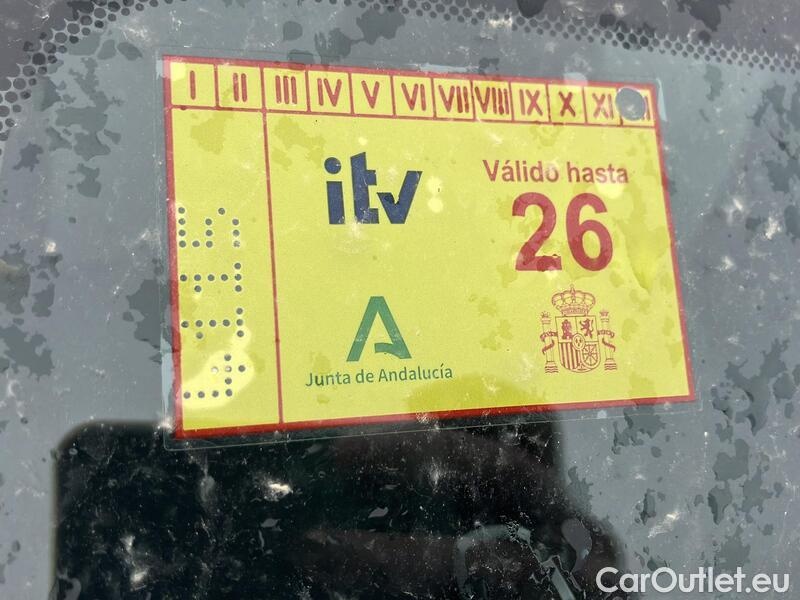 I II III IV V VI VII VIII IX X XI
itv
Válido hasta
26
Junta de Andalucía
CarOutlet.eu